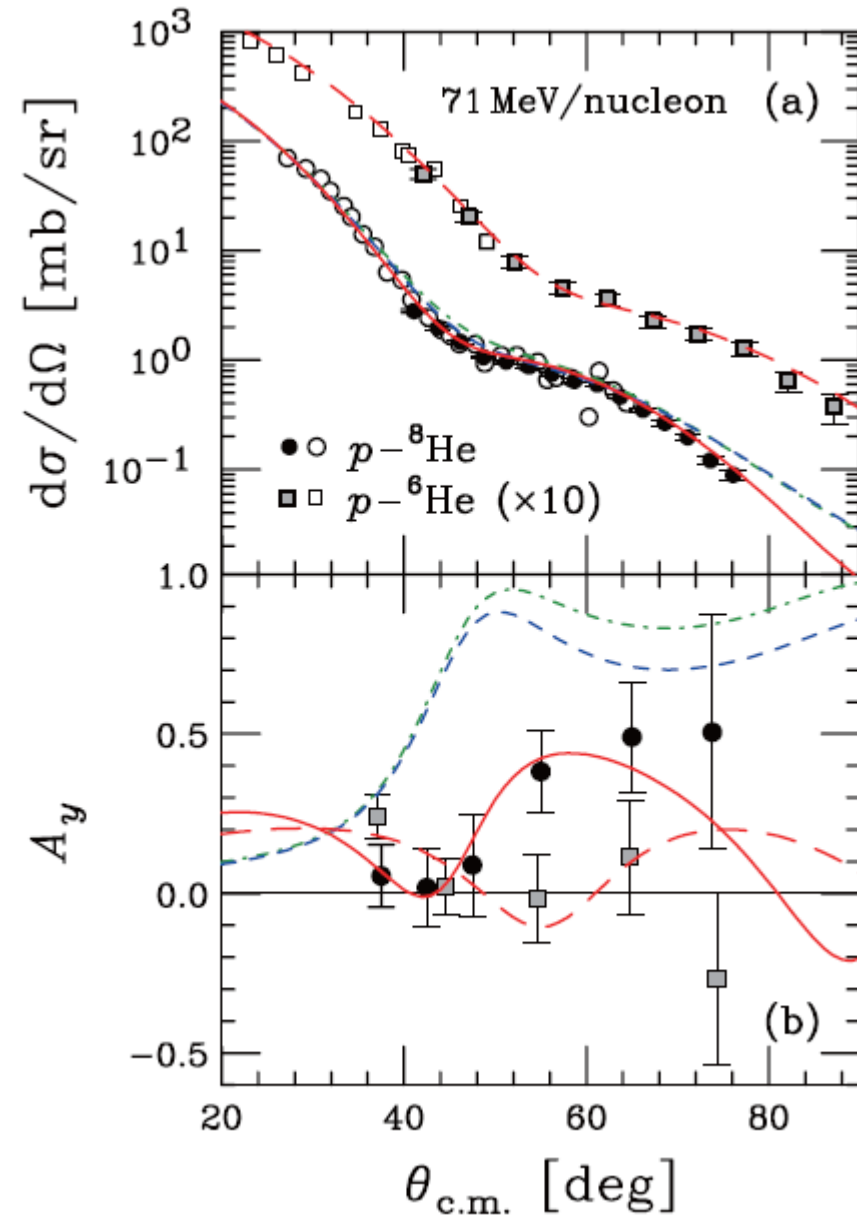 10³
10²
10¹
10⁰
10⁻¹
dσ/dΩ [mb/sr]
71 MeV/nucleon (a)
p−⁸He
p−⁶He (×10)
1.0
0.5
0.0
−0.5
A_y
(b)
20 40 60 80
θ_c.m. [deg]